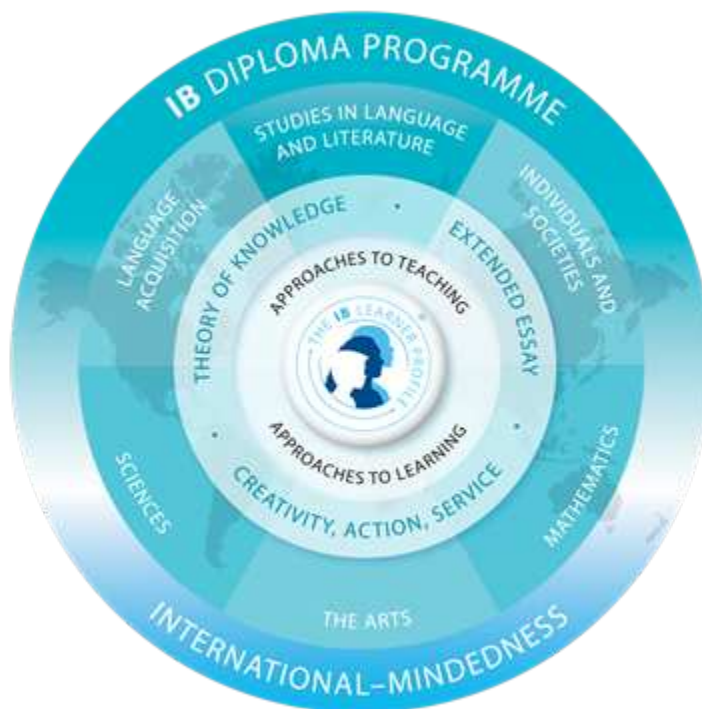 IB DIPLOMA PROGRAMME
STUDIES IN LANGUAGE
AND LITERATURE
LANGUAGE
ACQUISITION
INDIVIDUALS AND
SOCIETIES
THEORY OF KNOWLEDGE
EXTENDED ESSAY
APPROACHES TO TEACHING
THE IB LEARNER PROFILE
APPROACHES TO LEARNING
CREATIVITY, ACTION, SERVICE
SCIENCES
MATHEMATICS
THE ARTS
INTERNATIONAL–MINDEDNESS